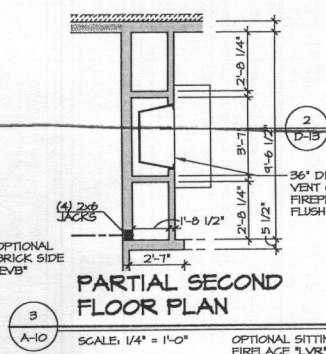 2'-8 1/4"
3'-7"
9'-6 1/2"
2
D-13
36" DI
VENT
FIREPL
FLUSH
2'-8 1/4"
5 1/2"
(4) 2x6
JACKS
1'-8 1/2"
OPTIONAL
BRICK SIDE
EVB"
2'-7"
PARTIAL SECOND
FLOOR PLAN
3
A-10
SCALE: 1/4" = 1'-0"
OPTIONAL SITTIN
FIREPLACE "LVR"